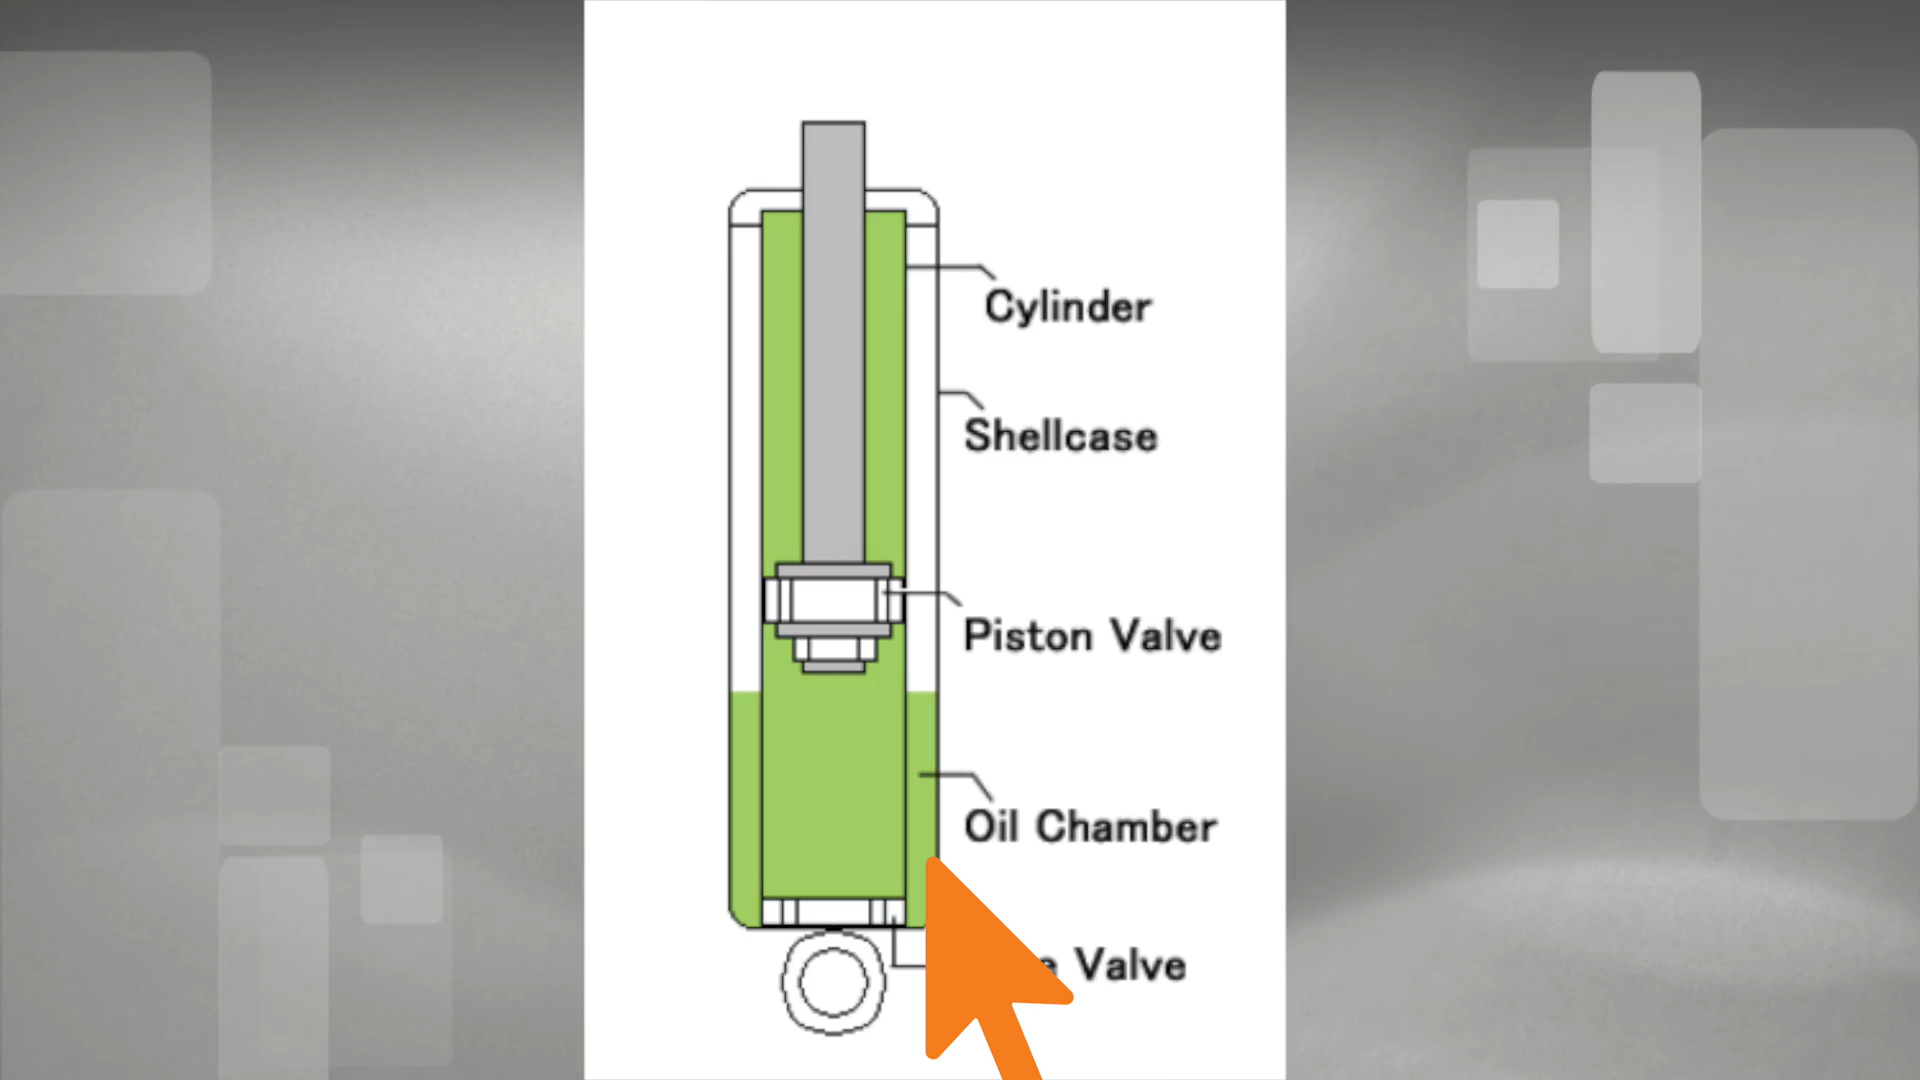 Cylinder
Shellcase
Piston Valve
Oil Chamber
Valve